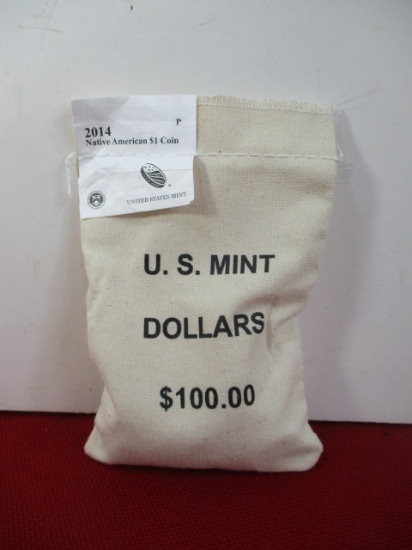 P
2014
Native American $1 Coin
UNITED STATES MINT
U. S. MINT
DOLLARS
$100.00